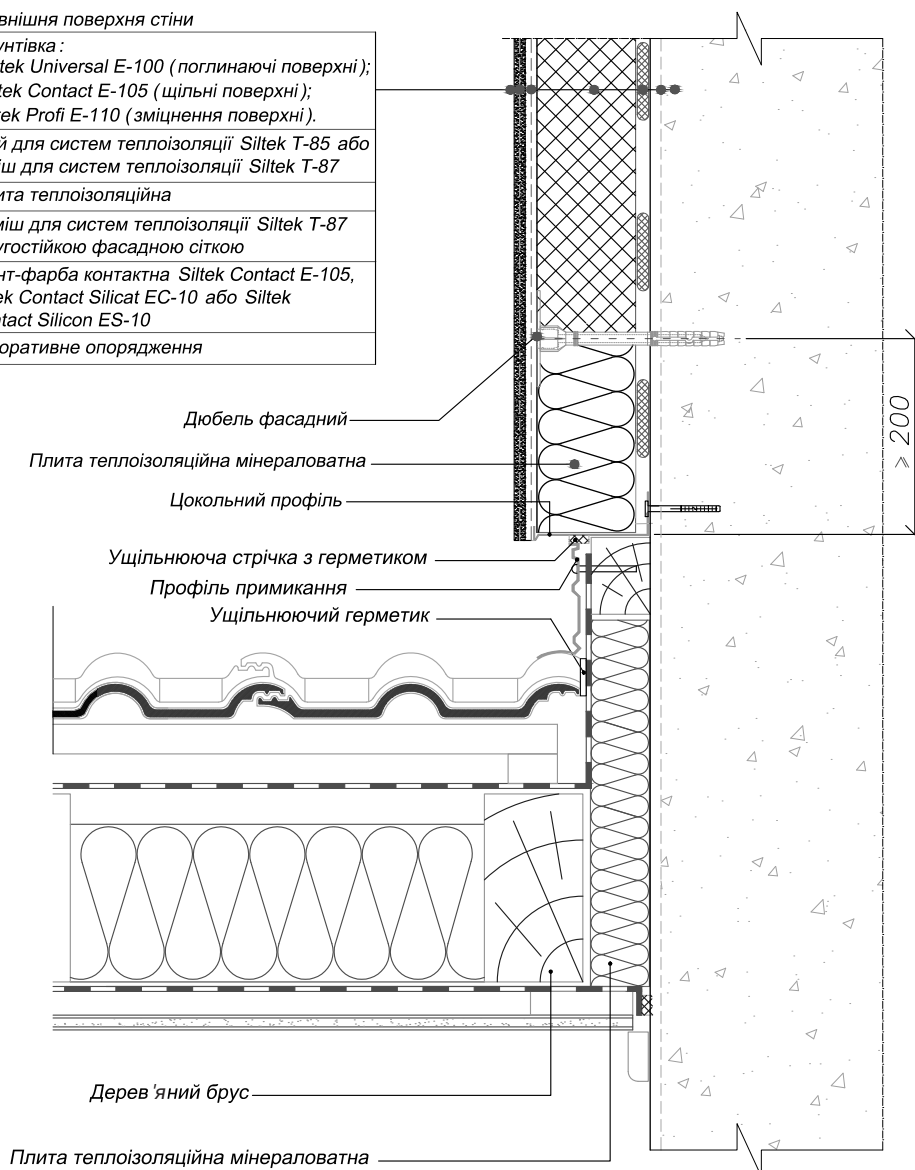 внішня поверхня стіни
унтівка :
tek Universal E-100 (поглинаючі поверхні);
tek Contact E-105 (щільні поверхні);
tek Profi E-110 (зміцнення поверхні).
й для систем теплоізоляції Siltek T-85 або
іш для систем теплоізоляції Siltek T-87
ита теплоізоляційна
міш для систем теплоізоляції Siltek T-87
угостійкою фасадною сіткою
нт-фарба контактна Siltek Contact E-105,
ek Contact Silicat EC-10 або Siltek
tact Silicon ES-10
оративне опорядження
Дюбель фасадний
Плита теплоізоляційна мінераловатна
Цокольний профіль
Ущільнююча стрічка з герметиком
Профіль примикання
Ущільнюючий герметик
⩾ 200
Дерев'яний брус
Плита теплоізоляційна мінераловатна